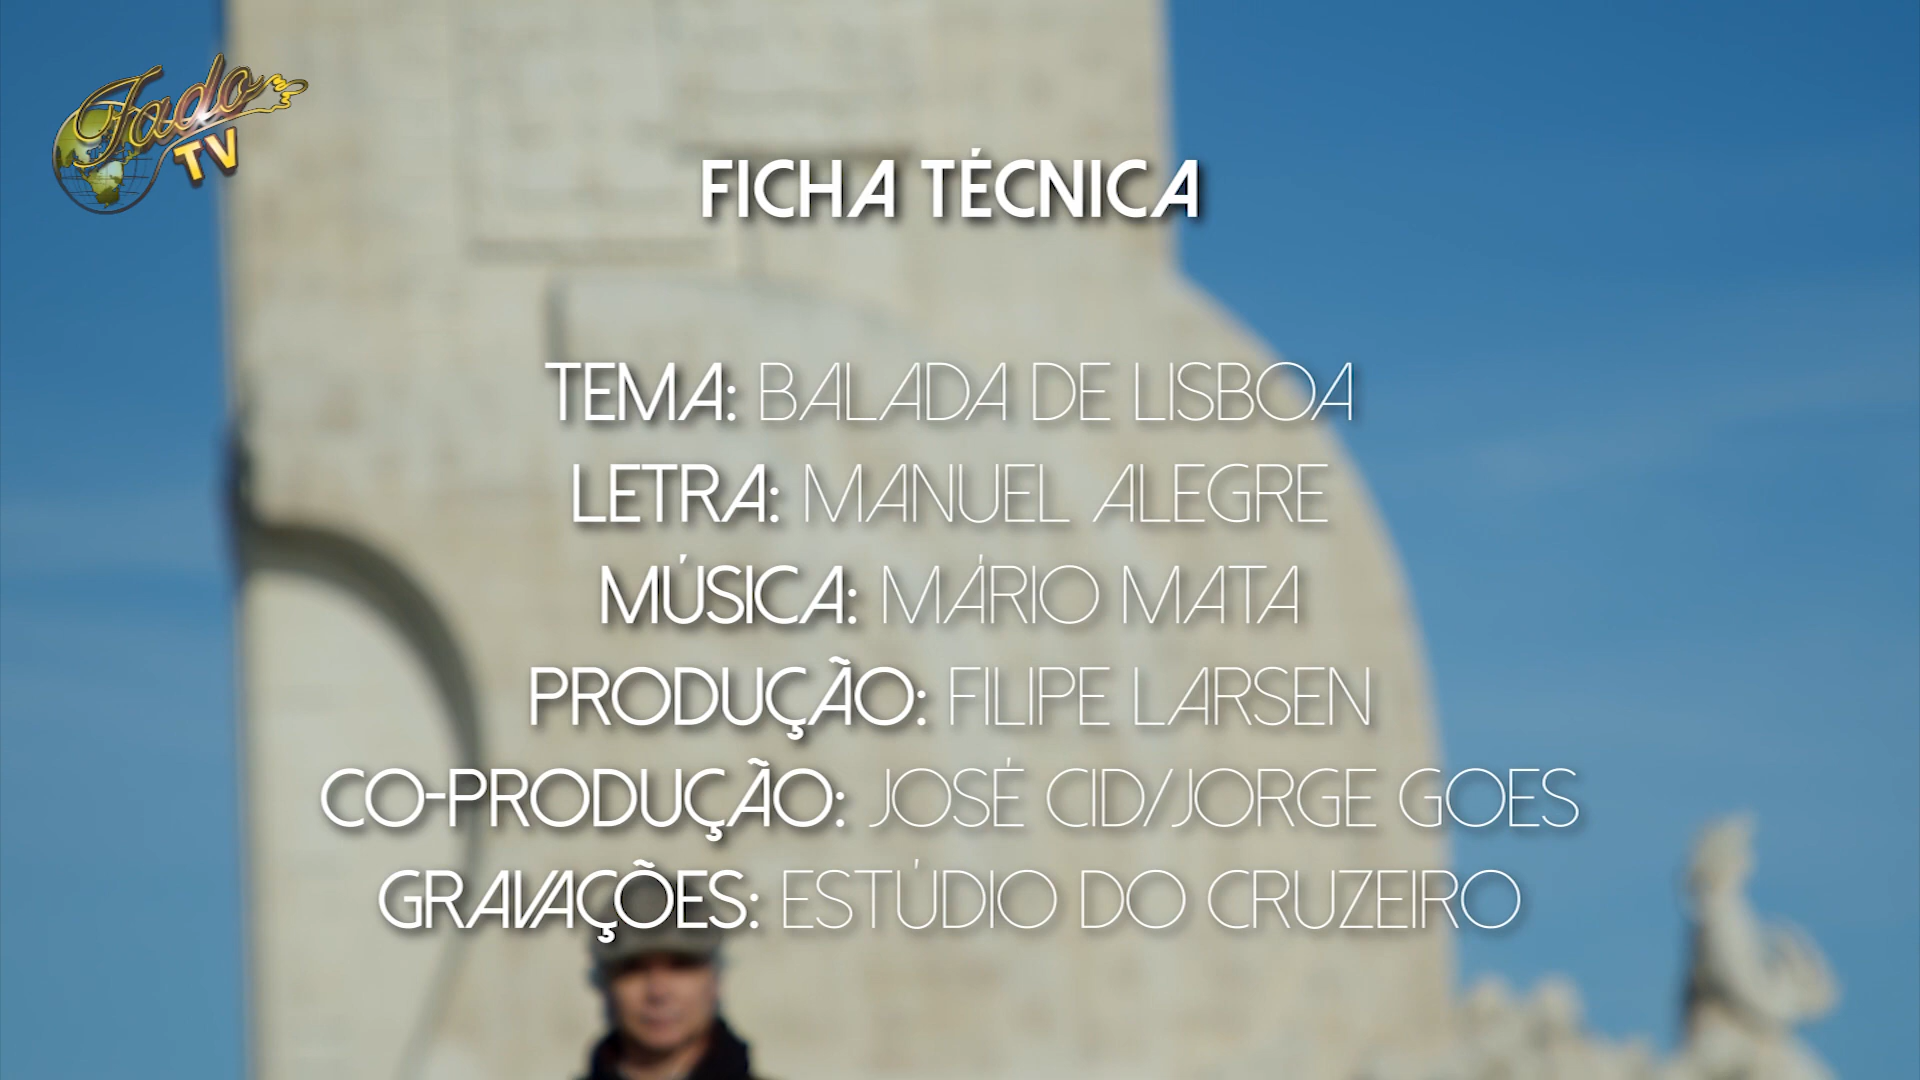 Fado
TV
FICHA TÉCNICA
TEMA: BALADA DE LISBOA
LETRA: MANUEL ALEGRE
MÚSICA: MÁRIO MATA
PRODUÇÃO: FILIPE LARSEN
CO-PRODUÇÃO: JOSÉ CID/JORGE GOES
GRAVAÇÕES: ESTÚDIO DO CRUZEIRO